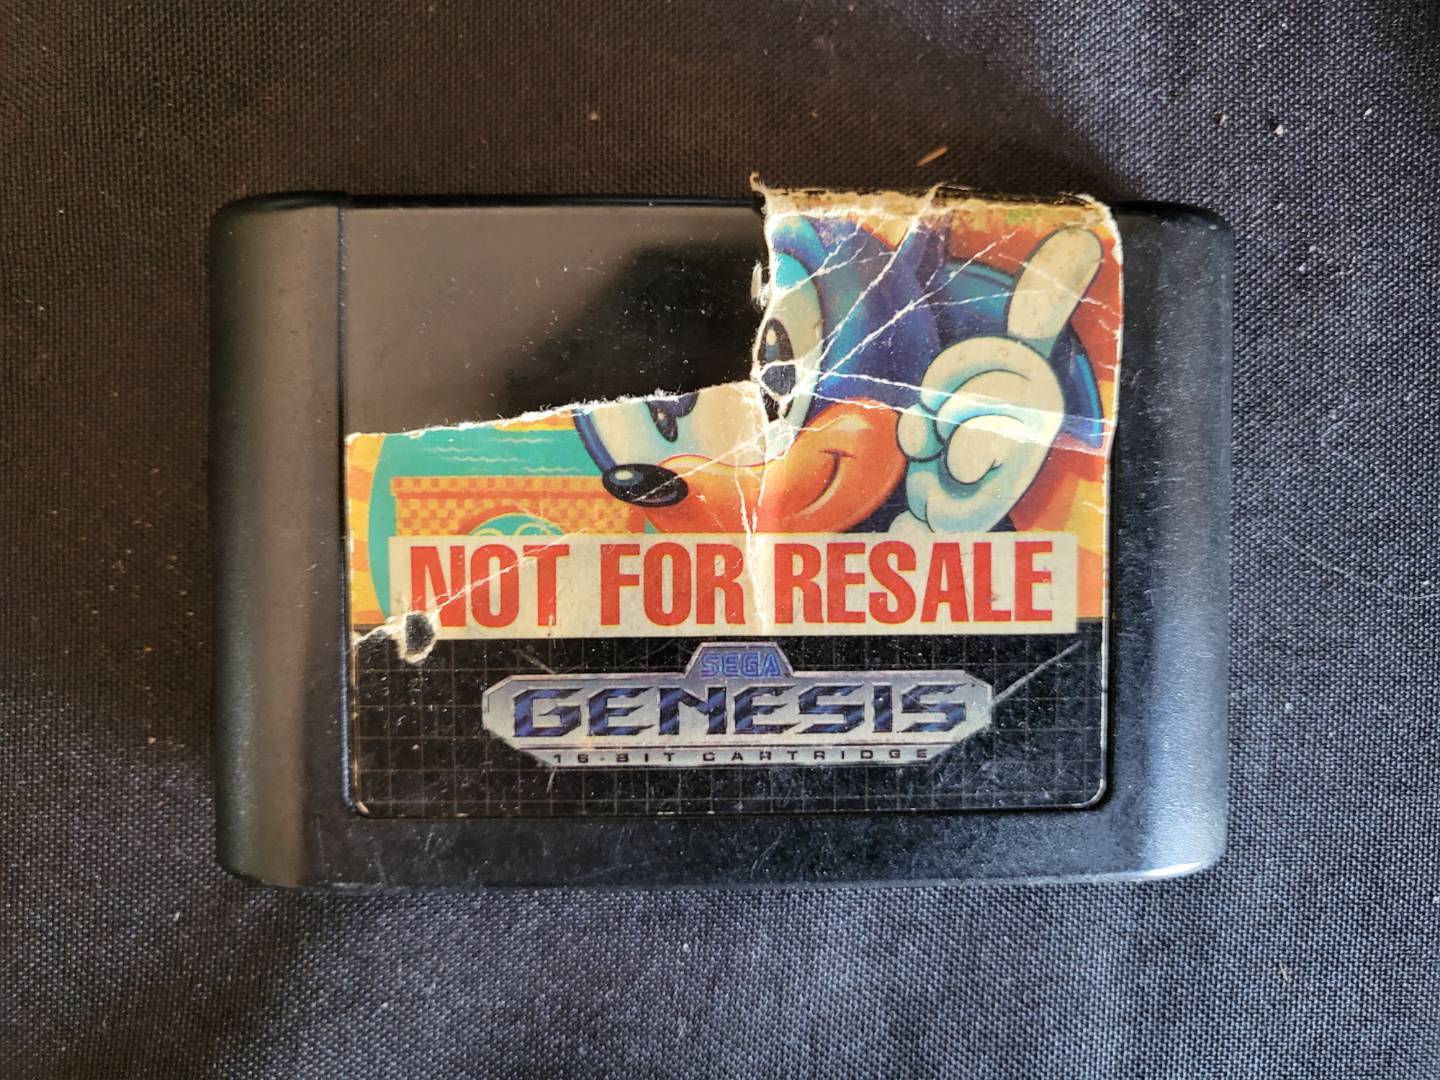 NOT FOR RESALE
SEGA
GENESIS
16-BIT CARTRIDGE